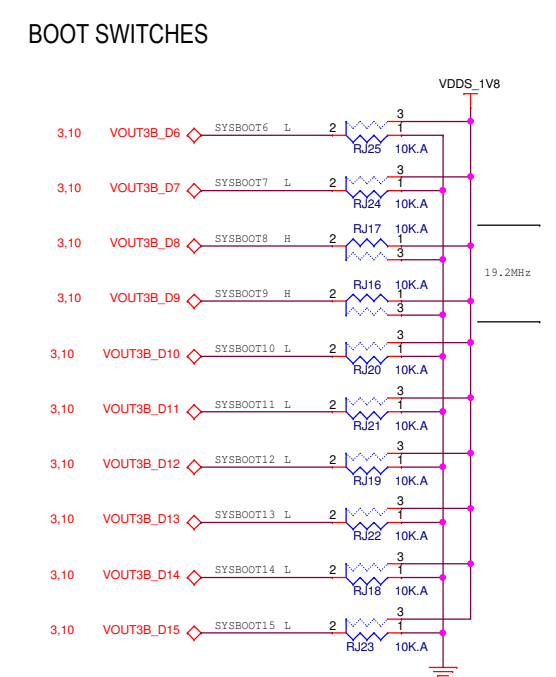 BOOT SWITCHES
VDDS_1V8
3,10 VOUT3B_D6 SYSBOOT6 L 2 3 1 RJ25 10K.A
3,10 VOUT3B_D7 SYSBOOT7 L 2 3 1 RJ24 10K.A
3,10 VOUT3B_D8 SYSBOOT8 H 2 RJ17 10K.A 1 3
19.2MHz
3,10 VOUT3B_D9 SYSBOOT9 H 2 RJ16 10K.A 1 3
3,10 VOUT3B_D10 SYSBOOT10 L 2 3 1 RJ20 10K.A
3,10 VOUT3B_D11 SYSBOOT11 L 2 3 1 RJ21 10K.A
3,10 VOUT3B_D12 SYSBOOT12 L 2 3 1 RJ19 10K.A
3,10 VOUT3B_D13 SYSBOOT13 L 2 3 1 RJ22 10K.A
3,10 VOUT3B_D14 SYSBOOT14 L 2 3 1 RJ18 10K.A
3,10 VOUT3B_D15 SYSBOOT15 L 2 3 1 RJ23 10K.A